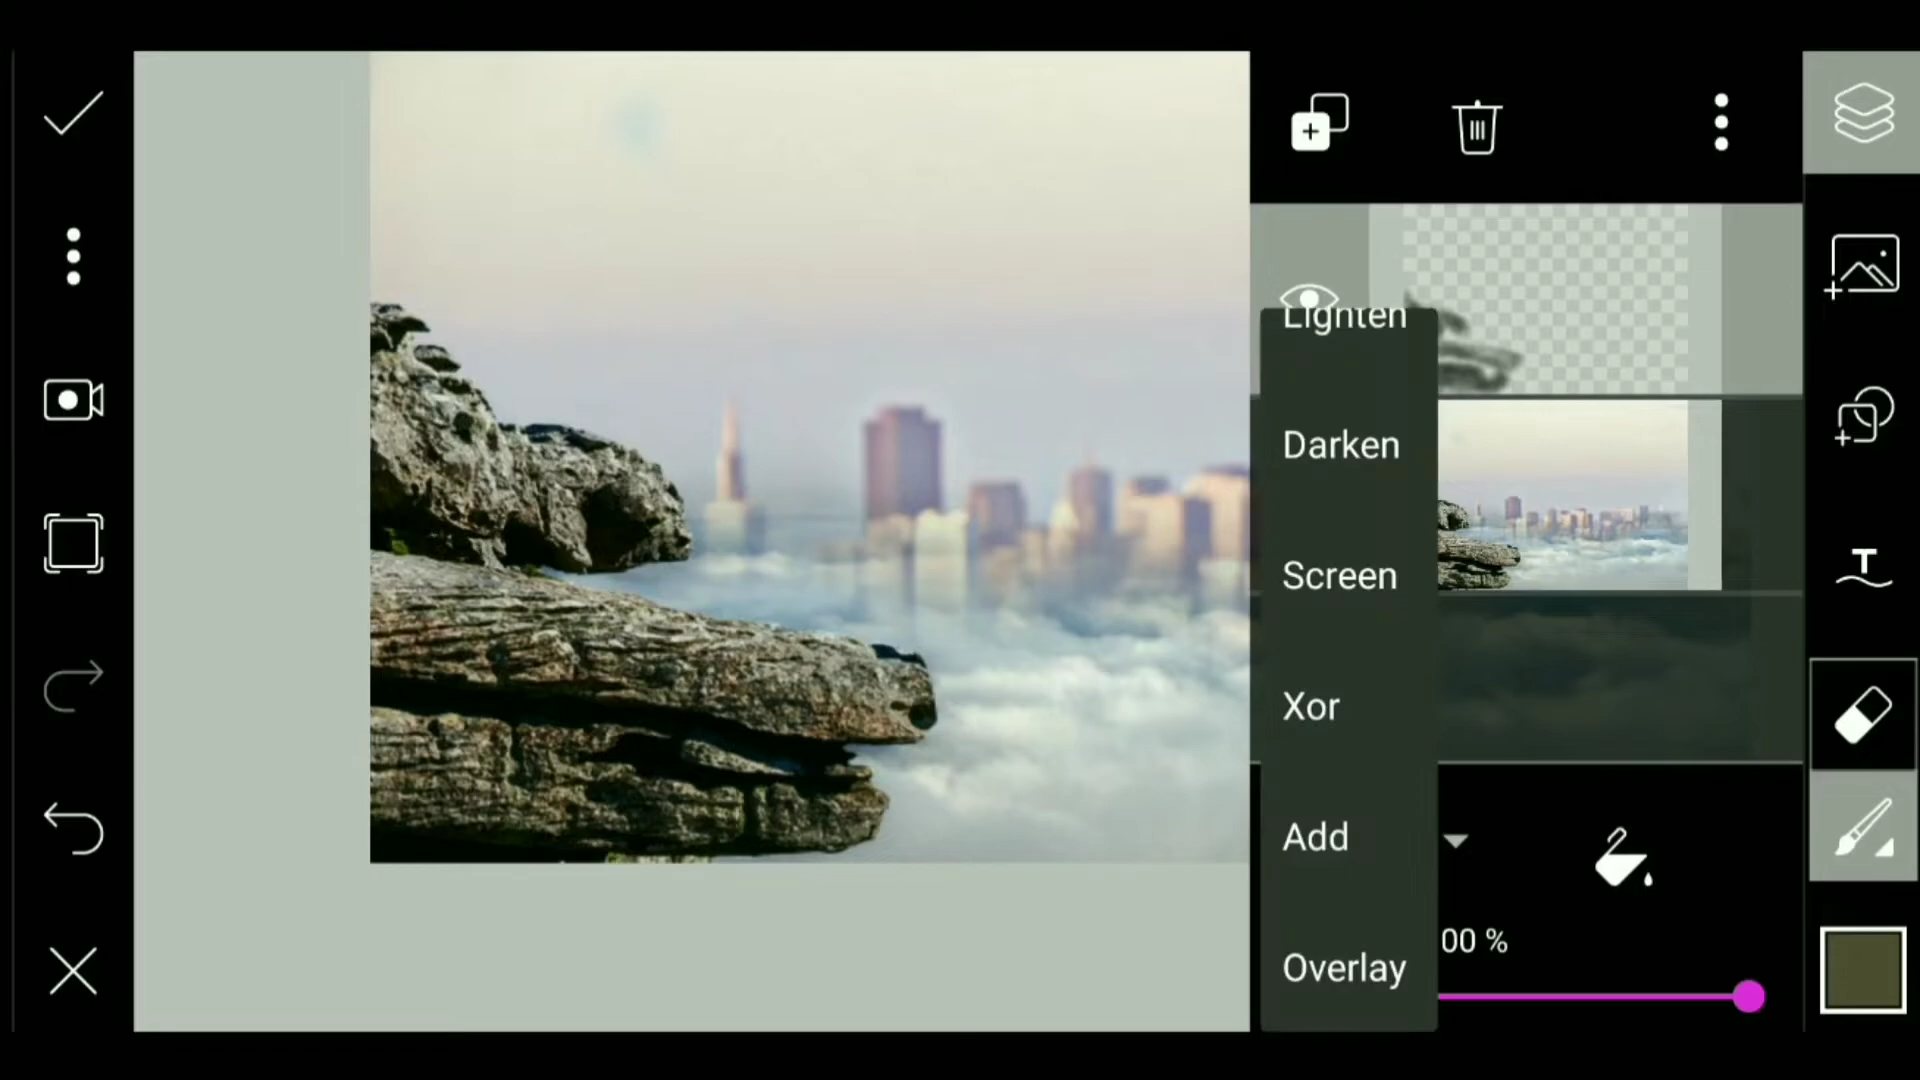 Lighten
Darken
Screen
Xor
Add
00 %
Overlay
T